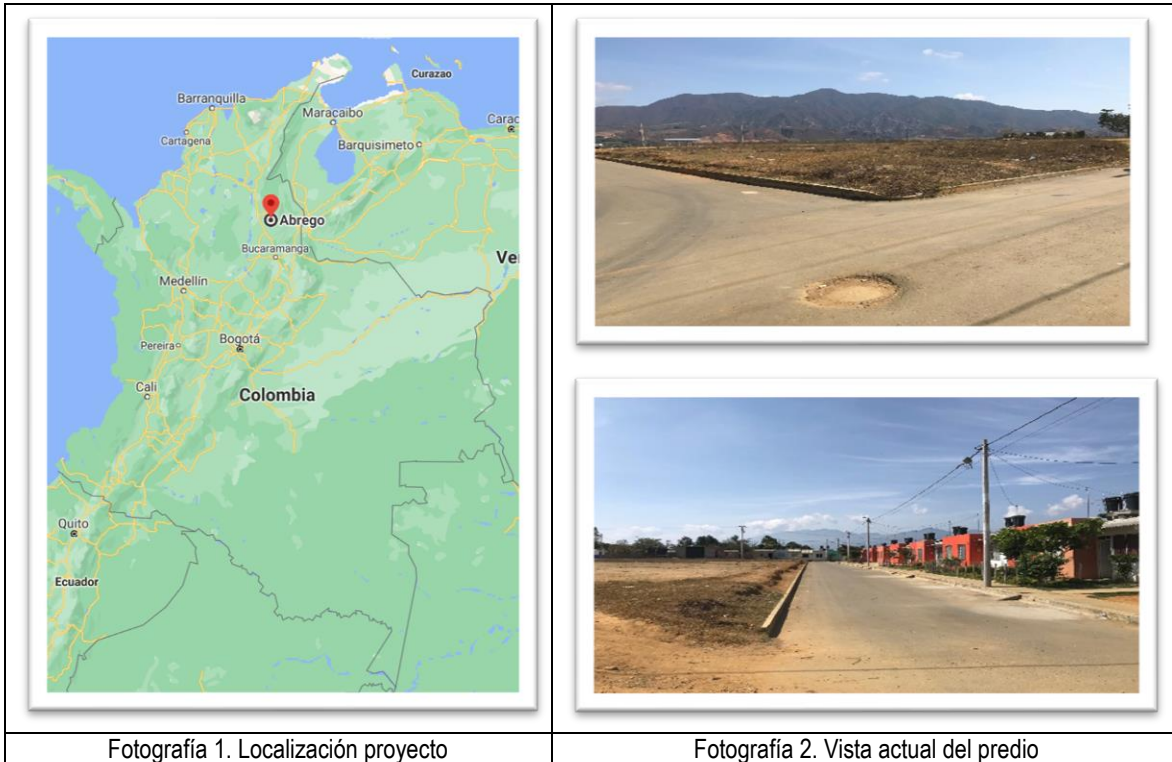 Curazao
Barranquilla
Maracaibo
Carac
Cartagena
Barquisimeto
Abrego
Bucaramanga
Ve
Medellín
Pereira
Bogotá
Cali
Colombia
Quito
Ecuador
Fotografía 1. Localización proyecto
Fotografía 2. Vista actual del predio